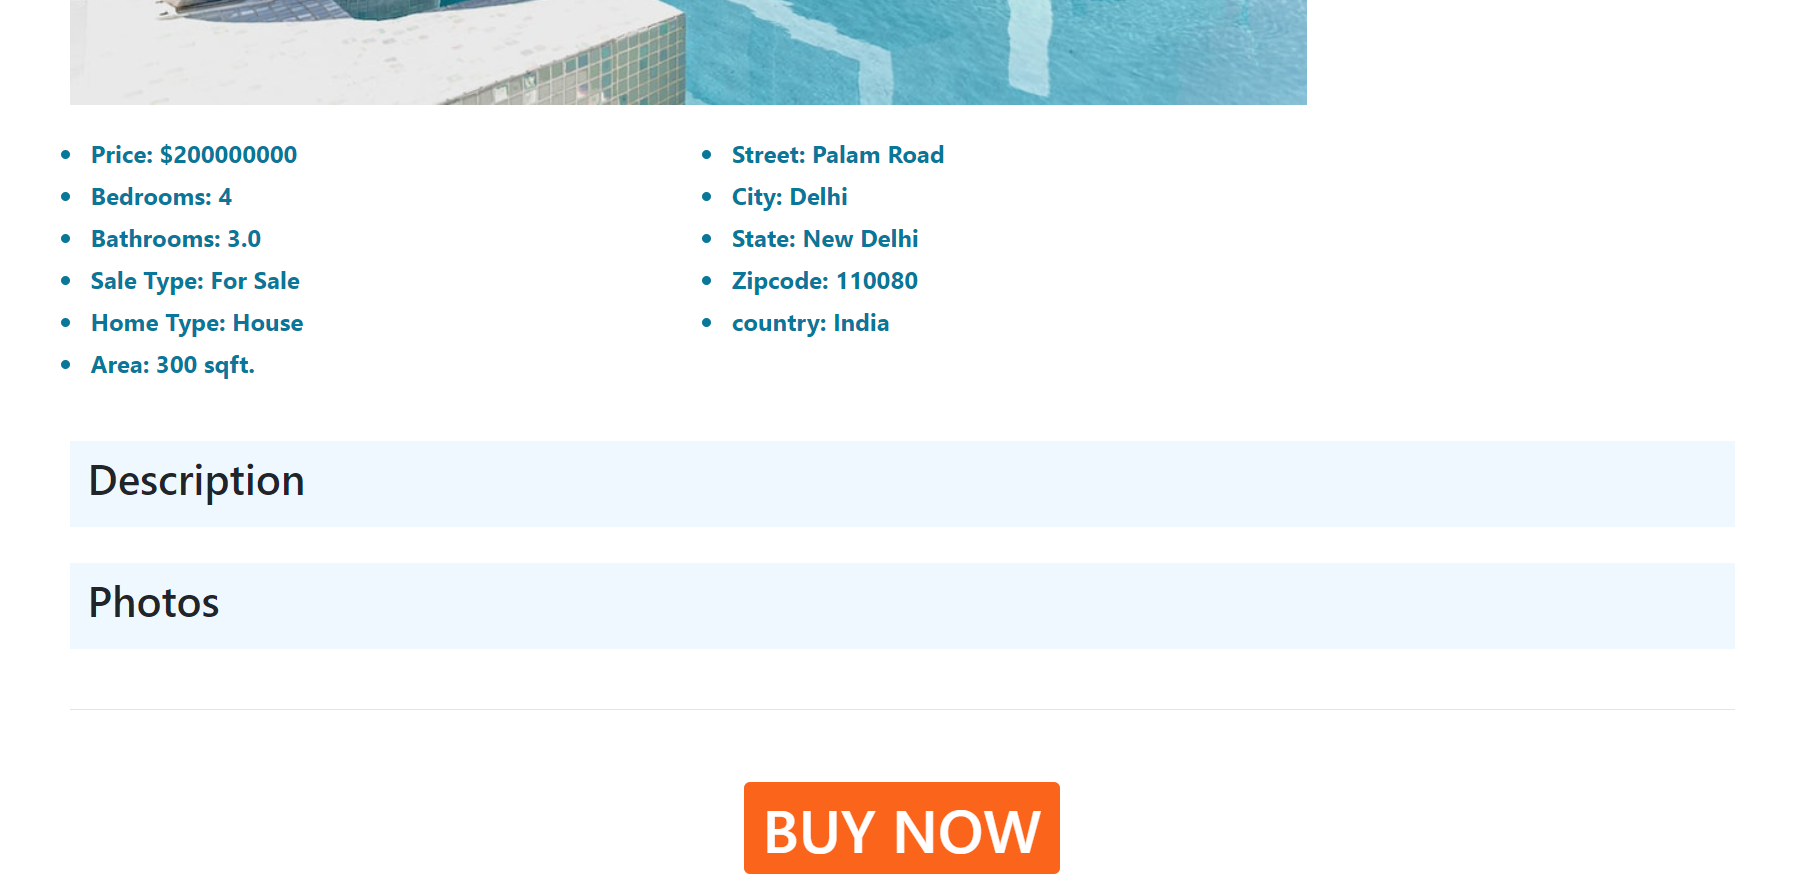 Price: $200000000
Bedrooms: 4
Bathrooms: 3.0
Sale Type: For Sale
Home Type: House
Area: 300 sqft.
Street: Palam Road
City: Delhi
State: New Delhi
Zipcode: 110080
country: India
Description
Photos
BUY NOW